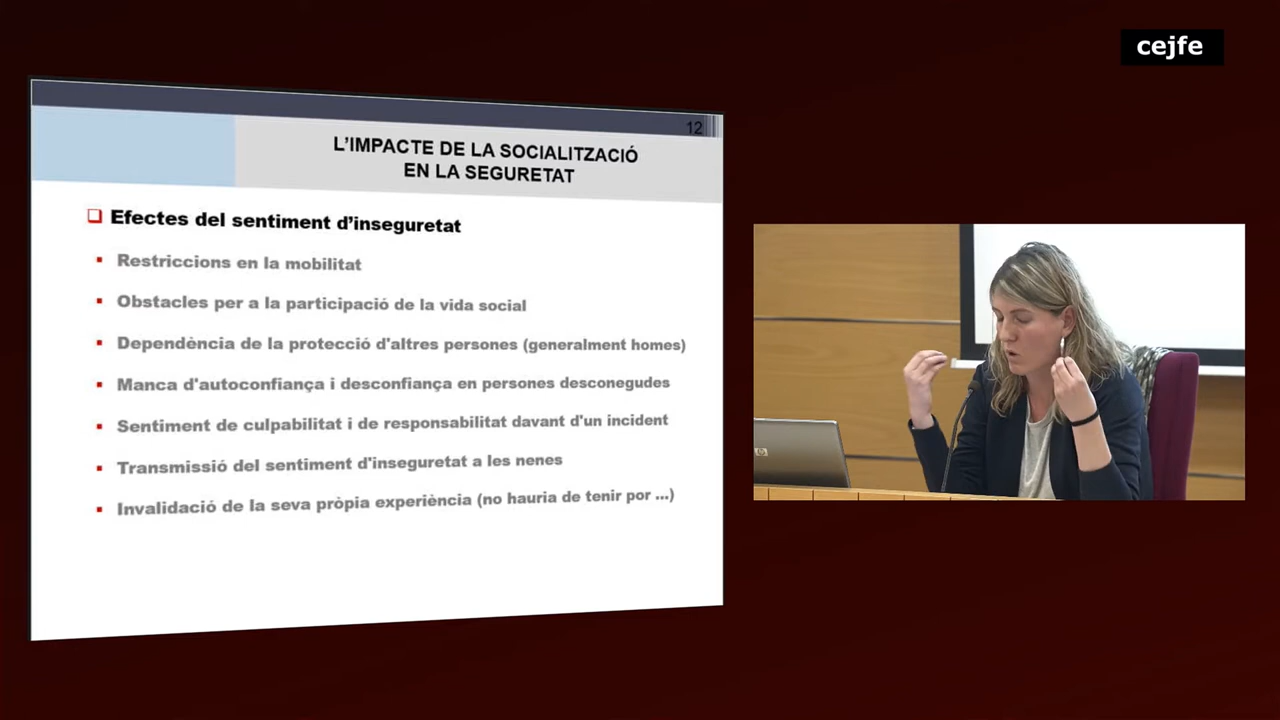 cejfe
12
L'IMPACTE DE LA SOCIALITZACIÓ
EN LA SEGURETAT
Efectes del sentiment d'inseguretat
Restriccions en la mobilitat
Obstacles per a la participació de la vida social
Dependència de la protecció d'altres persones (generalment homes)
Manca d'autoconfiança i desconfiança en persones desconegudes
Sentiment de culpabilitat i de responsabilitat davant d'un incident
Transmissió del sentiment d'inseguretat a les nenes
Invalidació de la seva pròpia experiència (no hauria de tenir por ...)
hp